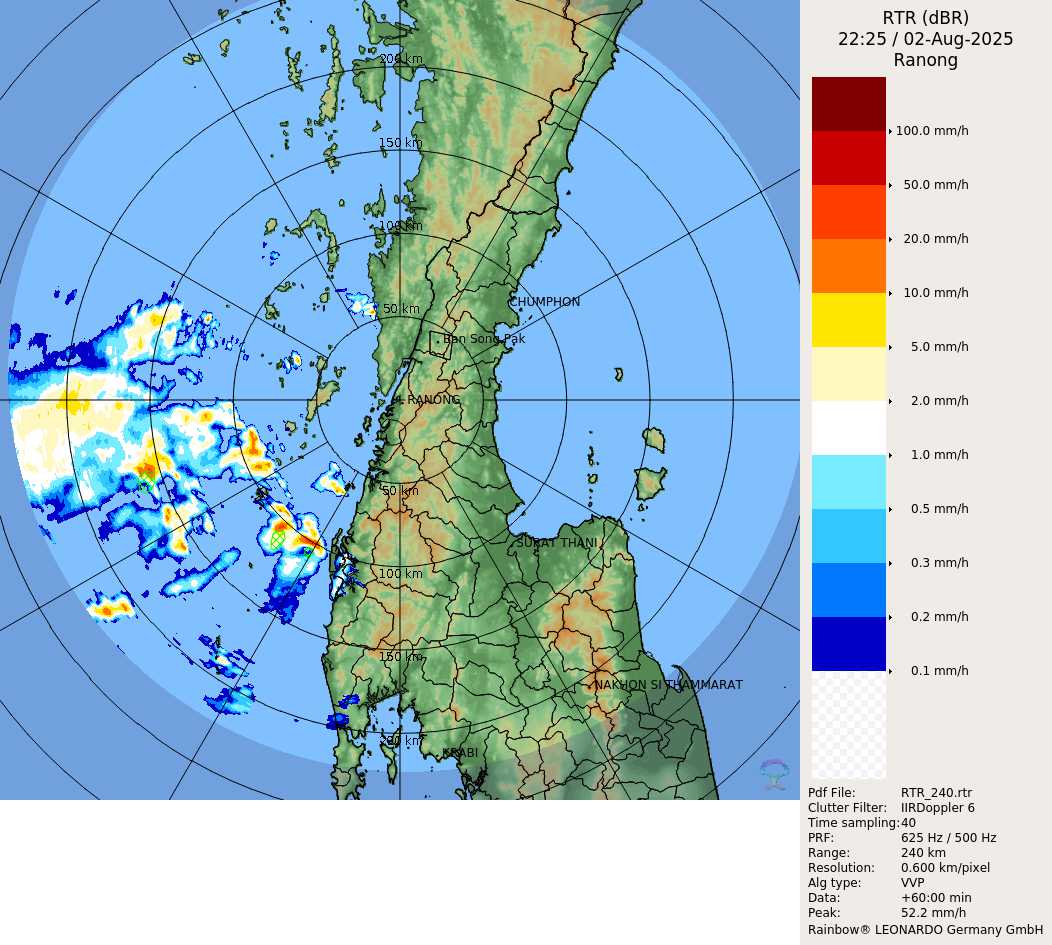 RTR (dBR)
22:25 / 02-Aug-2025
Ranong
200 km
150 km
100 km
50 km
CHUMPHON
Ban Song Pak
RANONG
50 km
SURAT THANI
100 km
150 km
NAKHON SI THAMMARAT
200 km
KRABI
100.0 mm/h
50.0 mm/h
20.0 mm/h
10.0 mm/h
5.0 mm/h
2.0 mm/h
1.0 mm/h
0.5 mm/h
0.3 mm/h
0.2 mm/h
0.1 mm/h
Pdf File: RTR_240.rtr
Clutter Filter: IIRDoppler 6
Time sampling: 40
PRF: 625 Hz / 500 Hz
Range: 240 km
Resolution: 0.600 km/pixel
Alg type: VVP
Data: +60:00 min
Peak: 52.2 mm/h
Rainbow® LEONARDO Germany GmbH